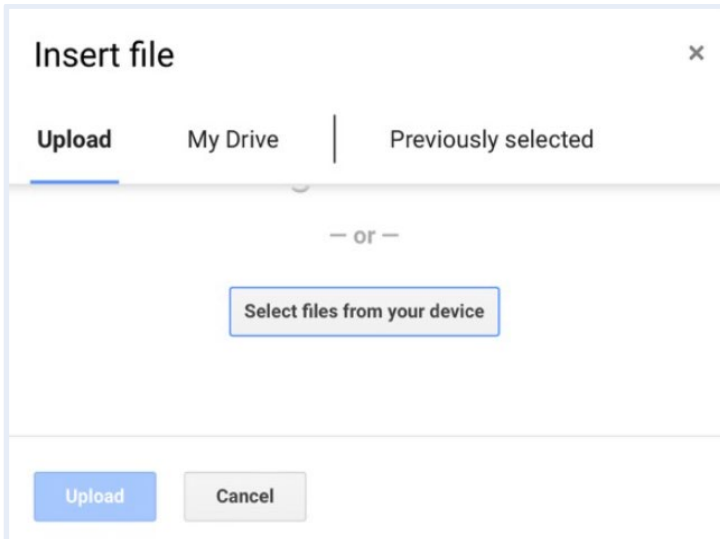 Insert file ×
Upload My Drive Previously selected
— or —
Select files from your device
Upload Cancel